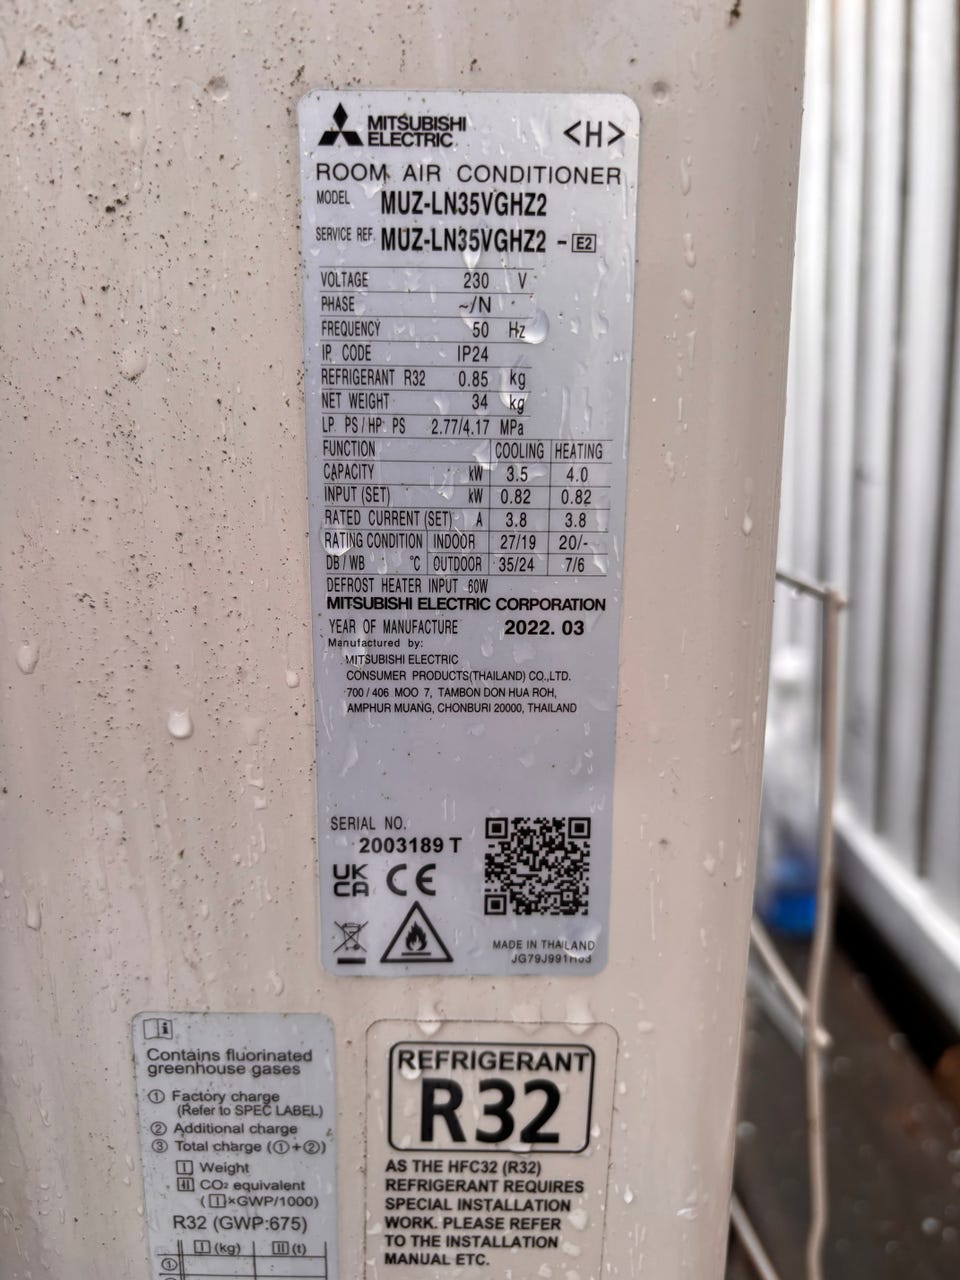 MITSUBISHI
ELECTRIC
<H>
ROOM AIR CONDITIONER
MODEL MUZ-LN35VGHZ2
SERVICE REF. MUZ-LN35VGHZ2 - E2
VOLTAGE 230 V
PHASE ~/N
FREQUENCY 50 Hz
IP CODE IP24
REFRIGERANT R32 0.85 kg
NET WEIGHT 34 kg
LP PS/HP PS 2.77/4.17 MPa
FUNCTION COOLING HEATING
CAPACITY kW 3.5 4.0
INPUT (SET) kW 0.82 0.82
RATED CURRENT (SET) A 3.8 3.8
RATING CONDITION INDOOR 27/19 20/-
DB/WB °C OUTDOOR 35/24 7/6
DEFROST HEATER INPUT 60W
MITSUBISHI ELECTRIC CORPORATION
YEAR OF MANUFACTURE 2022. 03
Manufactured by:
MITSUBISHI ELECTRIC
CONSUMER PRODUCTS(THAILAND) CO.,LTD.
700/406 MOO 7, TAMBON DON HUA ROH,
AMPHUR MUANG, CHONBURI 20000, THAILAND
SERIAL NO.
2003189 T
UK
CA CE
MADE IN THAILAND
i
Contains fluorinated
greenhouse gases
① Factory charge
(Refer to SPEC LABEL)
② Additional charge
③ Total charge (①+②)
I Weight
II CO2 equivalent
(I×GWP/1000)
R32 (GWP:675)
I (kg) II (t)
①
REFRIGERANT
R32
AS THE HFC32 (R32)
REFRIGERANT REQUIRES
SPECIAL INSTALLATION
WORK. PLEASE REFER
TO THE INSTALLATION
MANUAL ETC.